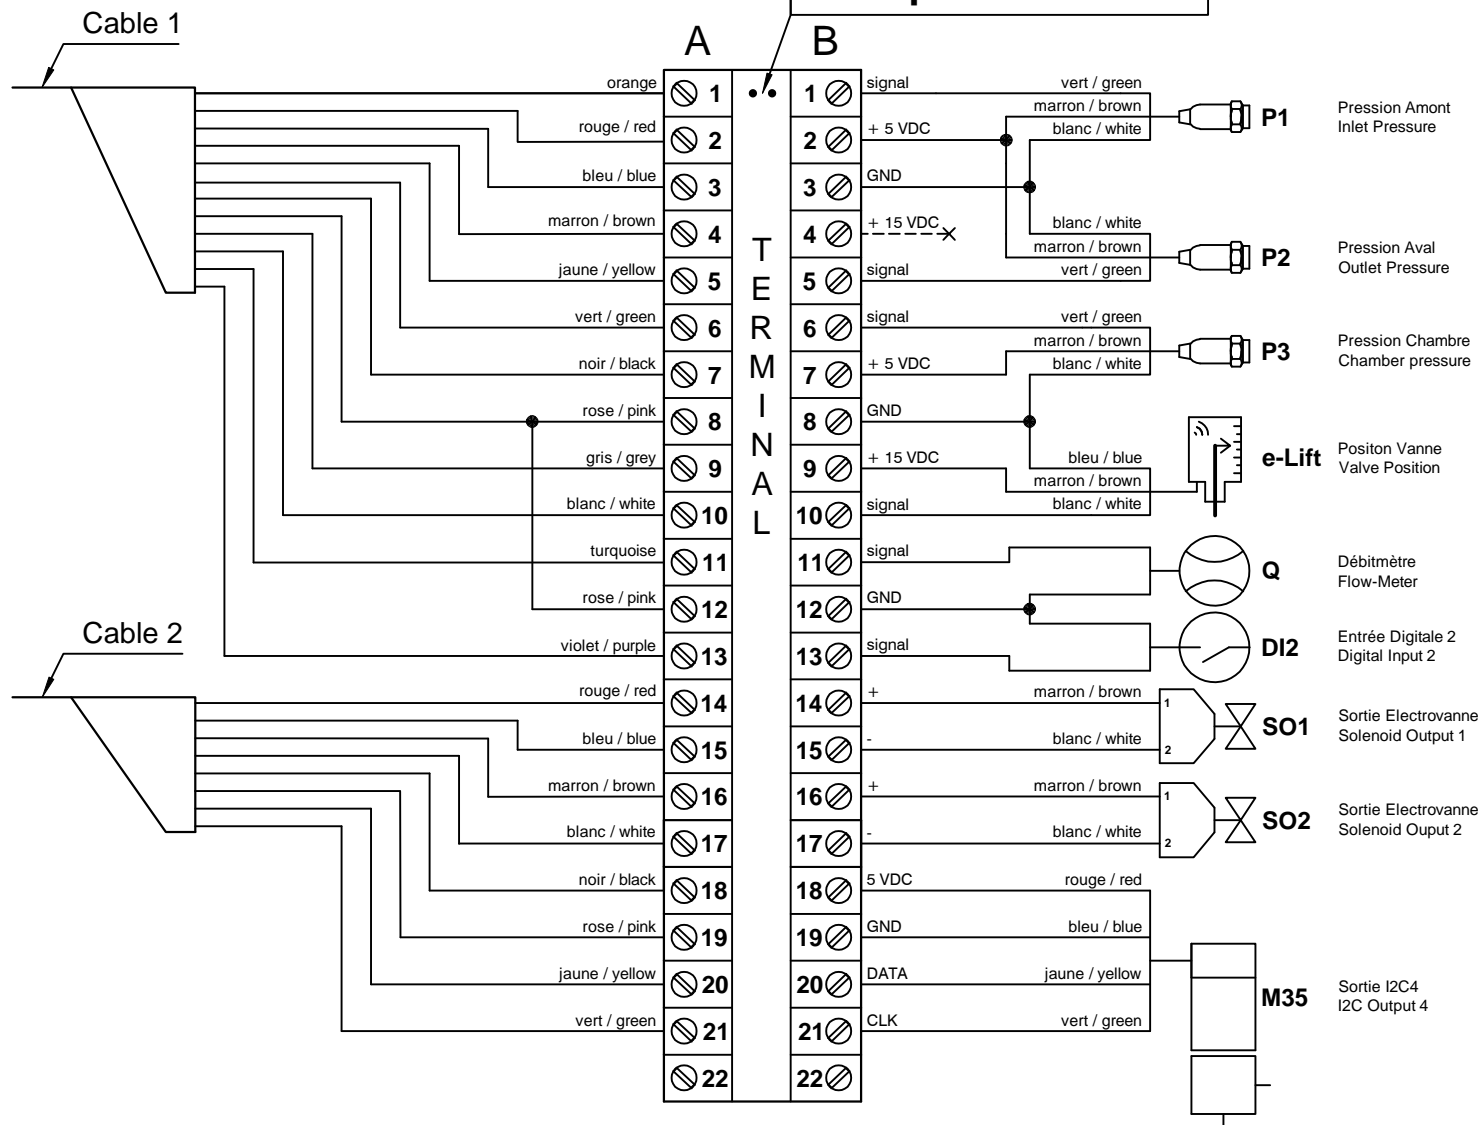 Cable 1
A
B
orange
1
1
signal
vert / green
marron / brown
P1
Pression Amont
Inlet Pressure
rouge / red
2
2
+ 5 VDC
blanc / white
bleu / blue
3
3
GND
marron / brown
4
4
+ 15 VDC
blanc / white
marron / brown
P2
Pression Aval
Outlet Pressure
jaune / yellow
5
5
signal
vert / green
vert / green
6
6
signal
vert / green
marron / brown
P3
Pression Chambre
Chamber pressure
noir / black
7
7
+ 5 VDC
blanc / white
rose / pink
8
8
GND
gris / grey
9
9
+ 15 VDC
bleu / blue
marron / brown
e-Lift
Positon Vanne
Valve Position
blanc / white
10
10
signal
blanc / white
turquoise
11
11
signal
Q
Débitmètre
Flow-Meter
rose / pink
12
12
GND
Cable 2
violet / purple
13
13
signal
DI2
Entrée Digitale 2
Digital Input 2
rouge / red
14
14
+
marron / brown
1
SO1
Sortie Electrovanne
Solenoid Output 1
bleu / blue
15
15
-
blanc / white
2
marron / brown
16
16
+
marron / brown
1
SO2
Sortie Electrovanne
Solenoid Ouput 2
blanc / white
17
17
-
blanc / white
2
noir / black
18
18
5 VDC
rouge / red
rose / pink
19
19
GND
bleu / blue
jaune / yellow
20
20
DATA
jaune / yellow
M35
Sortie I2C4
I2C Output 4
vert / green
21
21
CLK
vert / green
22
22
TERMINAL